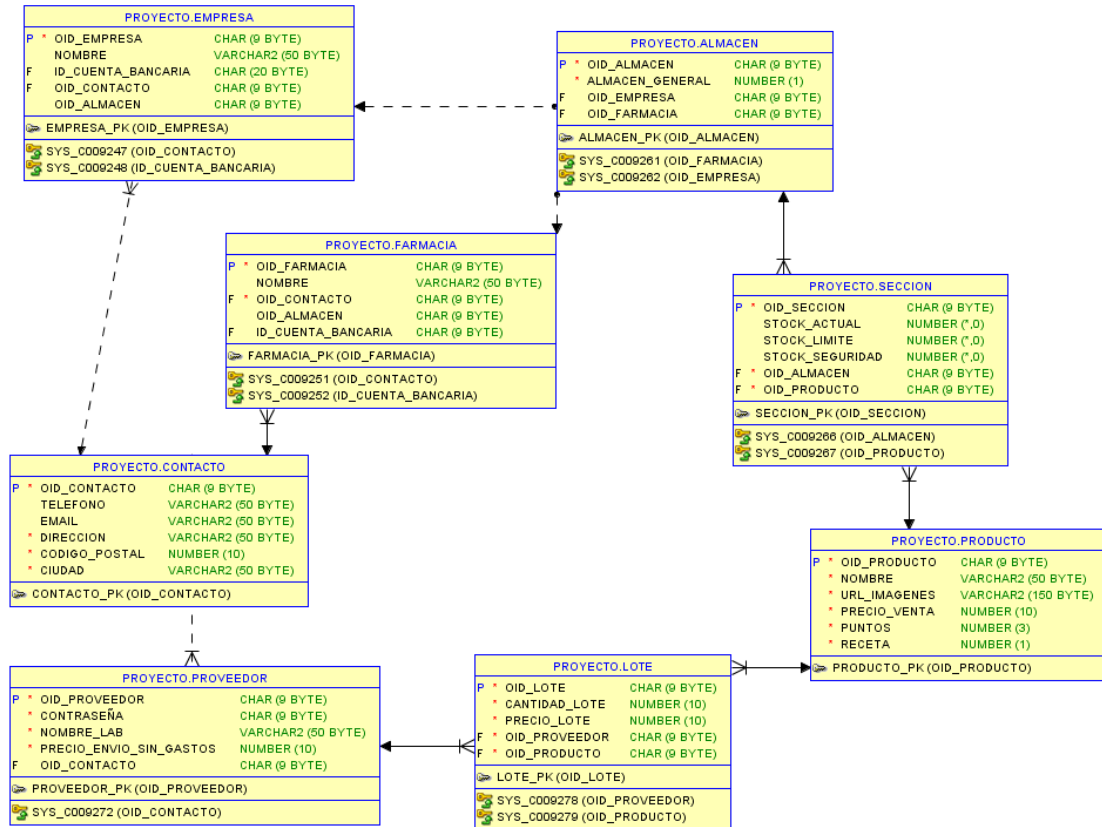 PROYECTO.EMPRESA
P * OID_EMPRESA CHAR (9 BYTE)
NOMBRE VARCHAR2 (50 BYTE)
F ID_CUENTA_BANCARIA CHAR (20 BYTE)
F OID_CONTACTO CHAR (9 BYTE)
OID_ALMACEN CHAR (9 BYTE)
EMPRESA_PK (OID_EMPRESA)
SYS_C009247 (OID_CONTACTO)
SYS_C009248 (ID_CUENTA_BANCARIA)
PROYECTO.ALMACEN
P * OID_ALMACEN CHAR (9 BYTE)
* ALMACEN_GENERAL NUMBER (1)
F OID_EMPRESA CHAR (9 BYTE)
F OID_FARMACIA CHAR (9 BYTE)
ALMACEN_PK (OID_ALMACEN)
SYS_C009261 (OID_FARMACIA)
SYS_C009262 (OID_EMPRESA)
PROYECTO.FARMACIA
P * OID_FARMACIA CHAR (9 BYTE)
NOMBRE VARCHAR2 (50 BYTE)
F * OID_CONTACTO CHAR (9 BYTE)
OID_ALMACEN CHAR (9 BYTE)
F ID_CUENTA_BANCARIA CHAR (9 BYTE)
FARMACIA_PK (OID_FARMACIA)
SYS_C009251 (OID_CONTACTO)
SYS_C009252 (ID_CUENTA_BANCARIA)
PROYECTO.SECCION
P * OID_SECCION CHAR (9 BYTE)
STOCK_ACTUAL NUMBER (*,0)
STOCK_LIMITE NUMBER (*,0)
STOCK_SEGURIDAD NUMBER (*,0)
F * OID_ALMACEN CHAR (9 BYTE)
F * OID_PRODUCTO CHAR (9 BYTE)
SECCION_PK (OID_SECCION)
SYS_C009266 (OID_ALMACEN)
SYS_C009267 (OID_PRODUCTO)
PROYECTO.CONTACTO
P * OID_CONTACTO CHAR (9 BYTE)
TELEFONO VARCHAR2 (50 BYTE)
EMAIL VARCHAR2 (50 BYTE)
* DIRECCION VARCHAR2 (50 BYTE)
* CODIGO_POSTAL NUMBER (10)
* CIUDAD VARCHAR2 (50 BYTE)
CONTACTO_PK (OID_CONTACTO)
PROYECTO.PRODUCTO
P * OID_PRODUCTO CHAR (9 BYTE)
* NOMBRE VARCHAR2 (50 BYTE)
* URL_IMAGENES VARCHAR2 (150 BYTE)
* PRECIO_VENTA NUMBER (10)
* PUNTOS NUMBER (3)
* RECETA NUMBER (1)
PRODUCTO_PK (OID_PRODUCTO)
PROYECTO.PROVEEDOR
P * OID_PROVEEDOR CHAR (9 BYTE)
* CONTRASEÑA CHAR (9 BYTE)
* NOMBRE_LAB VARCHAR2 (50 BYTE)
* PRECIO_ENVIO_SIN_GASTOS NUMBER (10)
F OID_CONTACTO CHAR (9 BYTE)
PROVEEDOR_PK (OID_PROVEEDOR)
SYS_C009272 (OID_CONTACTO)
PROYECTO.LOTE
P * OID_LOTE CHAR (9 BYTE)
* CANTIDAD_LOTE NUMBER (10)
* PRECIO_LOTE NUMBER (10)
F * OID_PROVEEDOR CHAR (9 BYTE)
F * OID_PRODUCTO CHAR (9 BYTE)
LOTE_PK (OID_LOTE)
SYS_C009278 (OID_PROVEEDOR)
SYS_C009279 (OID_PRODUCTO)